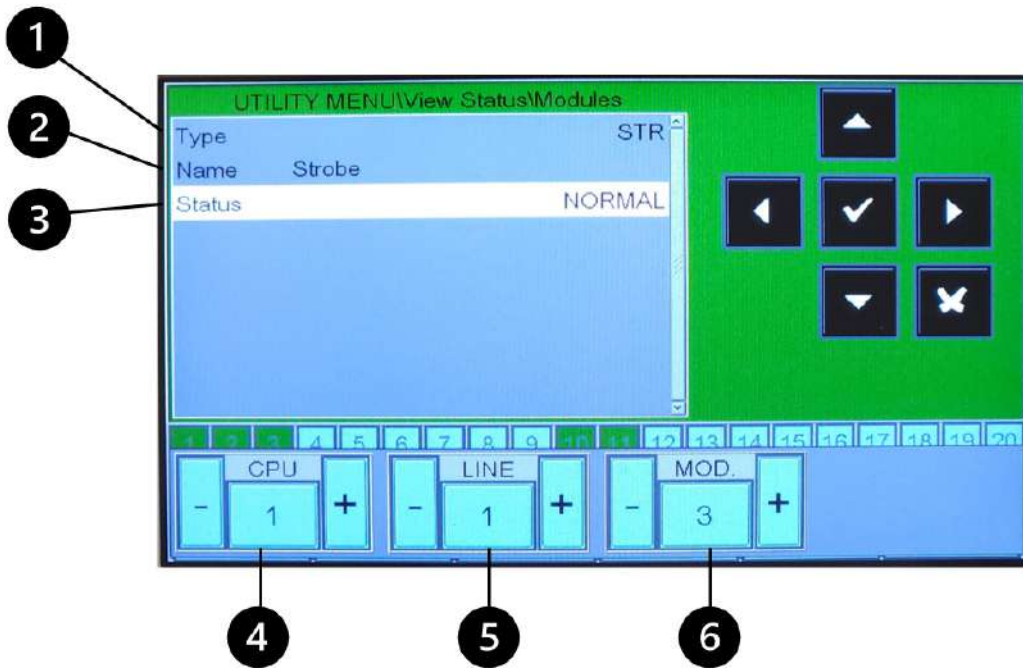 1
2
3
UTILITY MENU\View Status\Modules
Type STR
Name Strobe
Status NORMAL
1 2 3 4 5 6 7 8 9 10 11 12 13 14 15 16 17 18 19 20
CPU LINE MOD.
- 1 + - 1 + - 3 +
4 5 6